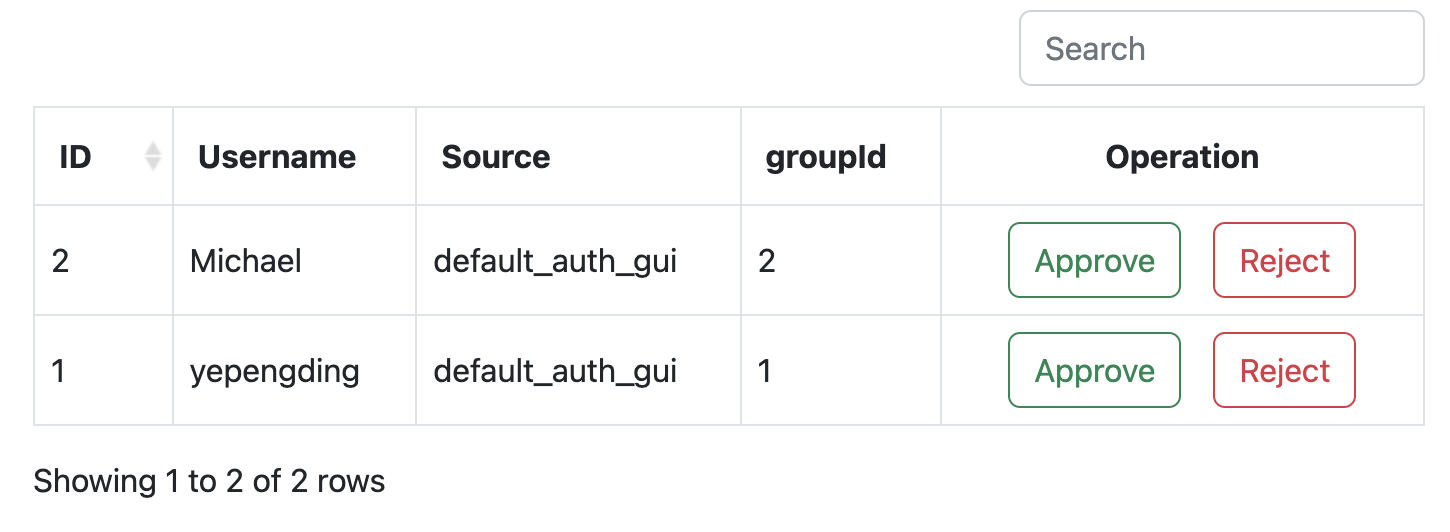 Search
ID Username Source groupId Operation
2 Michael default_auth_gui 2 Approve Reject
1 yepengding default_auth_gui 1 Approve Reject
Showing 1 to 2 of 2 rows